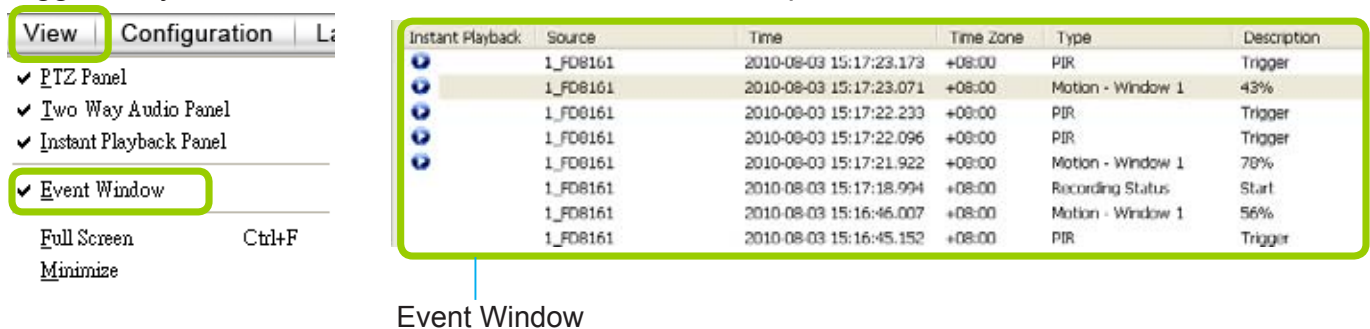 View Configuration La
✔ PTZ Panel
✔ Two Way Audio Panel
✔ Instant Playback Panel
✔ Event Window
Full Screen Ctrl+F
Minimize
Instant Playback Source Time Time Zone Type Description
1_FD8161 2010-08-03 15:17:23.173 +08:00 PIR Trigger
1_FD8161 2010-08-03 15:17:23.071 +08:00 Motion - Window 1 43%
1_FD8161 2010-08-03 15:17:22.233 +08:00 PIR Trigger
1_FD8161 2010-08-03 15:17:22.096 +08:00 PIR Trigger
1_FD8161 2010-08-03 15:17:21.922 +08:00 Motion - Window 1 78%
1_FD8161 2010-08-03 15:17:18.994 +08:00 Recording Status Start
1_FD8161 2010-08-03 15:16:46.007 +08:00 Motion - Window 1 56%
1_FD8161 2010-08-03 15:16:45.152 +08:00 PIR Trigger
Event Window